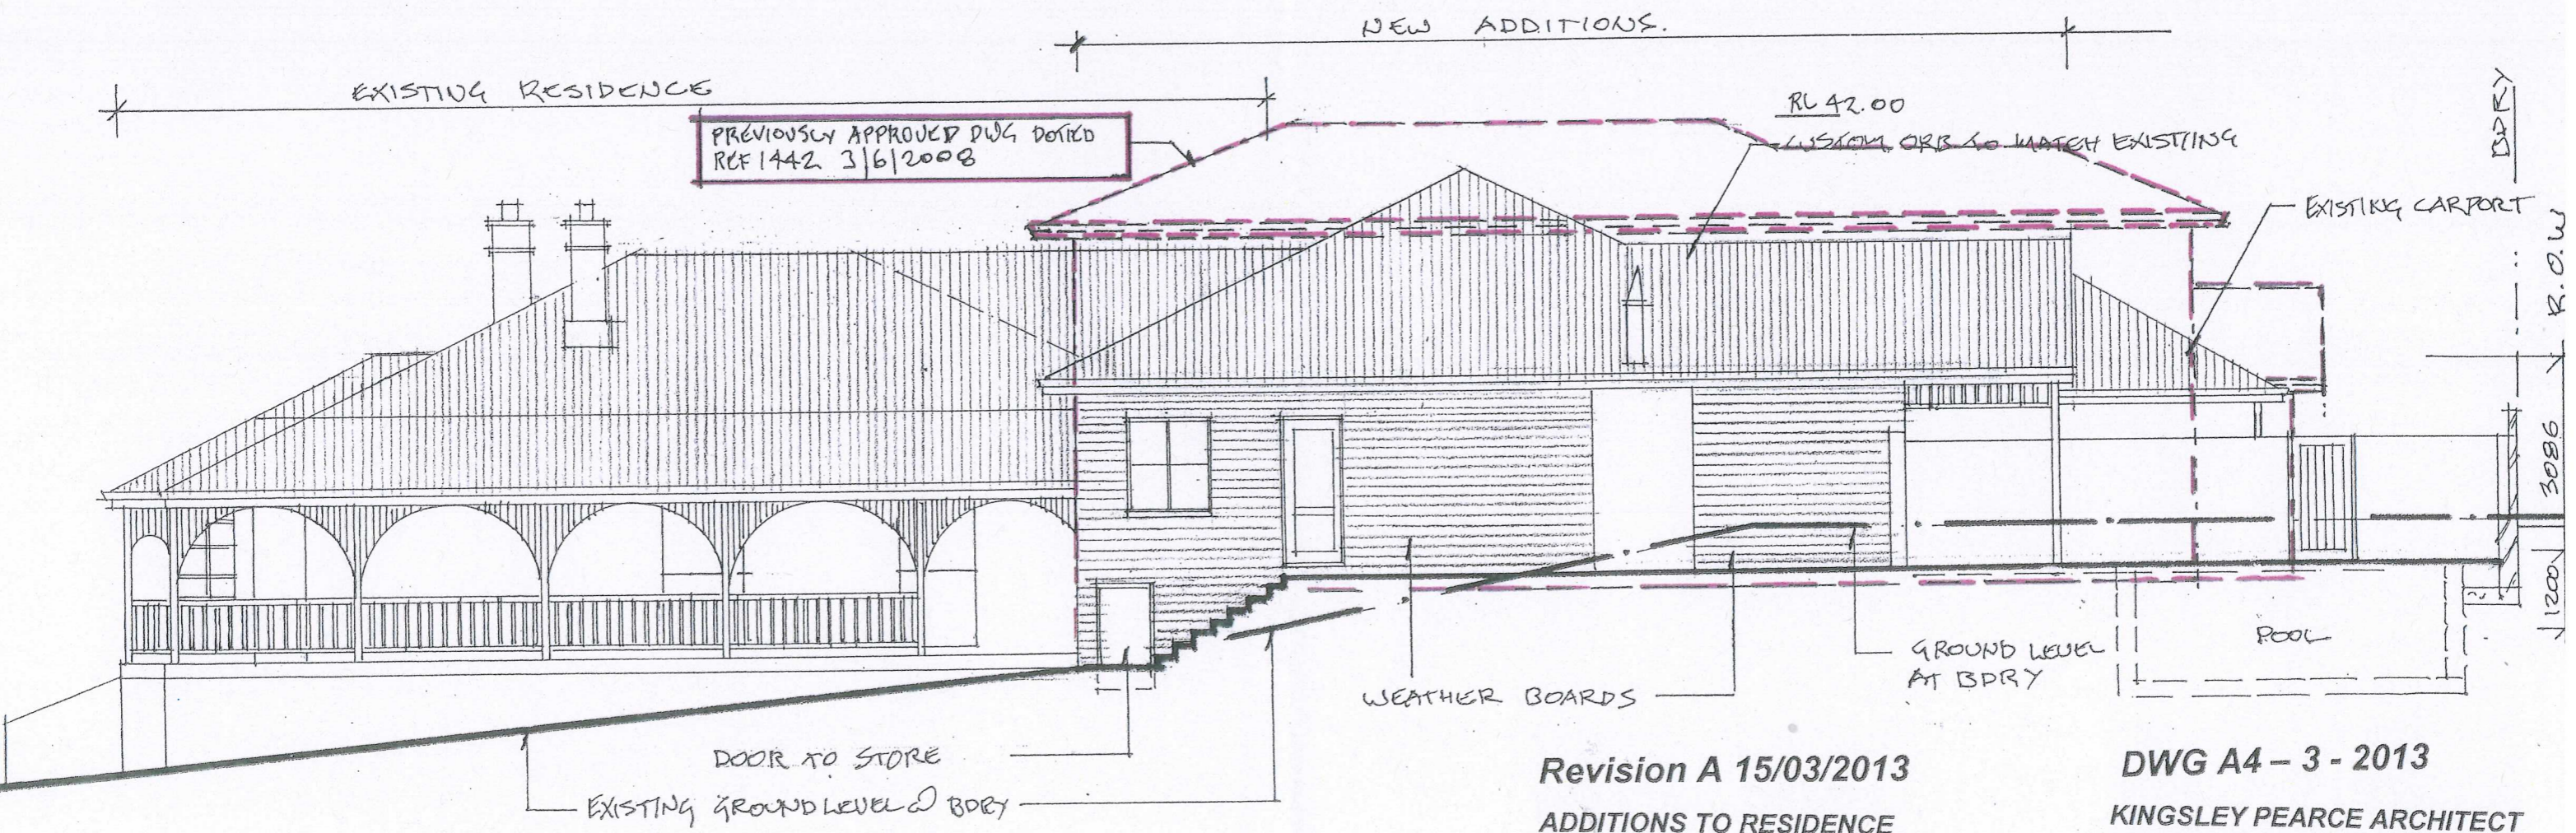 NEW ADDITIONS.
EXISTING RESIDENCE
PREVIOUSLY APPROVED DWG DOTTED
REF 1442 3/6/2008
RL 42.00
CUSTOM ORB TO MATCH EXISTING
BDRY
EXISTING CARPORT
R.O.W
3086
1200
POOL
GROUND LEVEL
AT BDRY
WEATHER BOARDS
DOOR TO STORE
EXISTING GROUND LEVEL @ BDRY
Revision A 15/03/2013
ADDITIONS TO RESIDENCE
DWG A4 – 3 - 2013
KINGSLEY PEARCE ARCHITECT